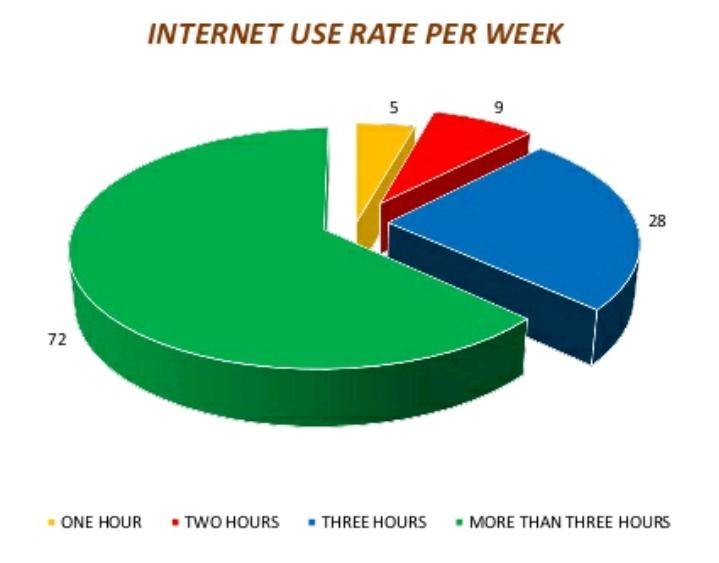 INTERNET USE RATE PER WEEK
5
9
28
72
ONE HOUR TWO HOURS THREE HOURS MORE THAN THREE HOURS